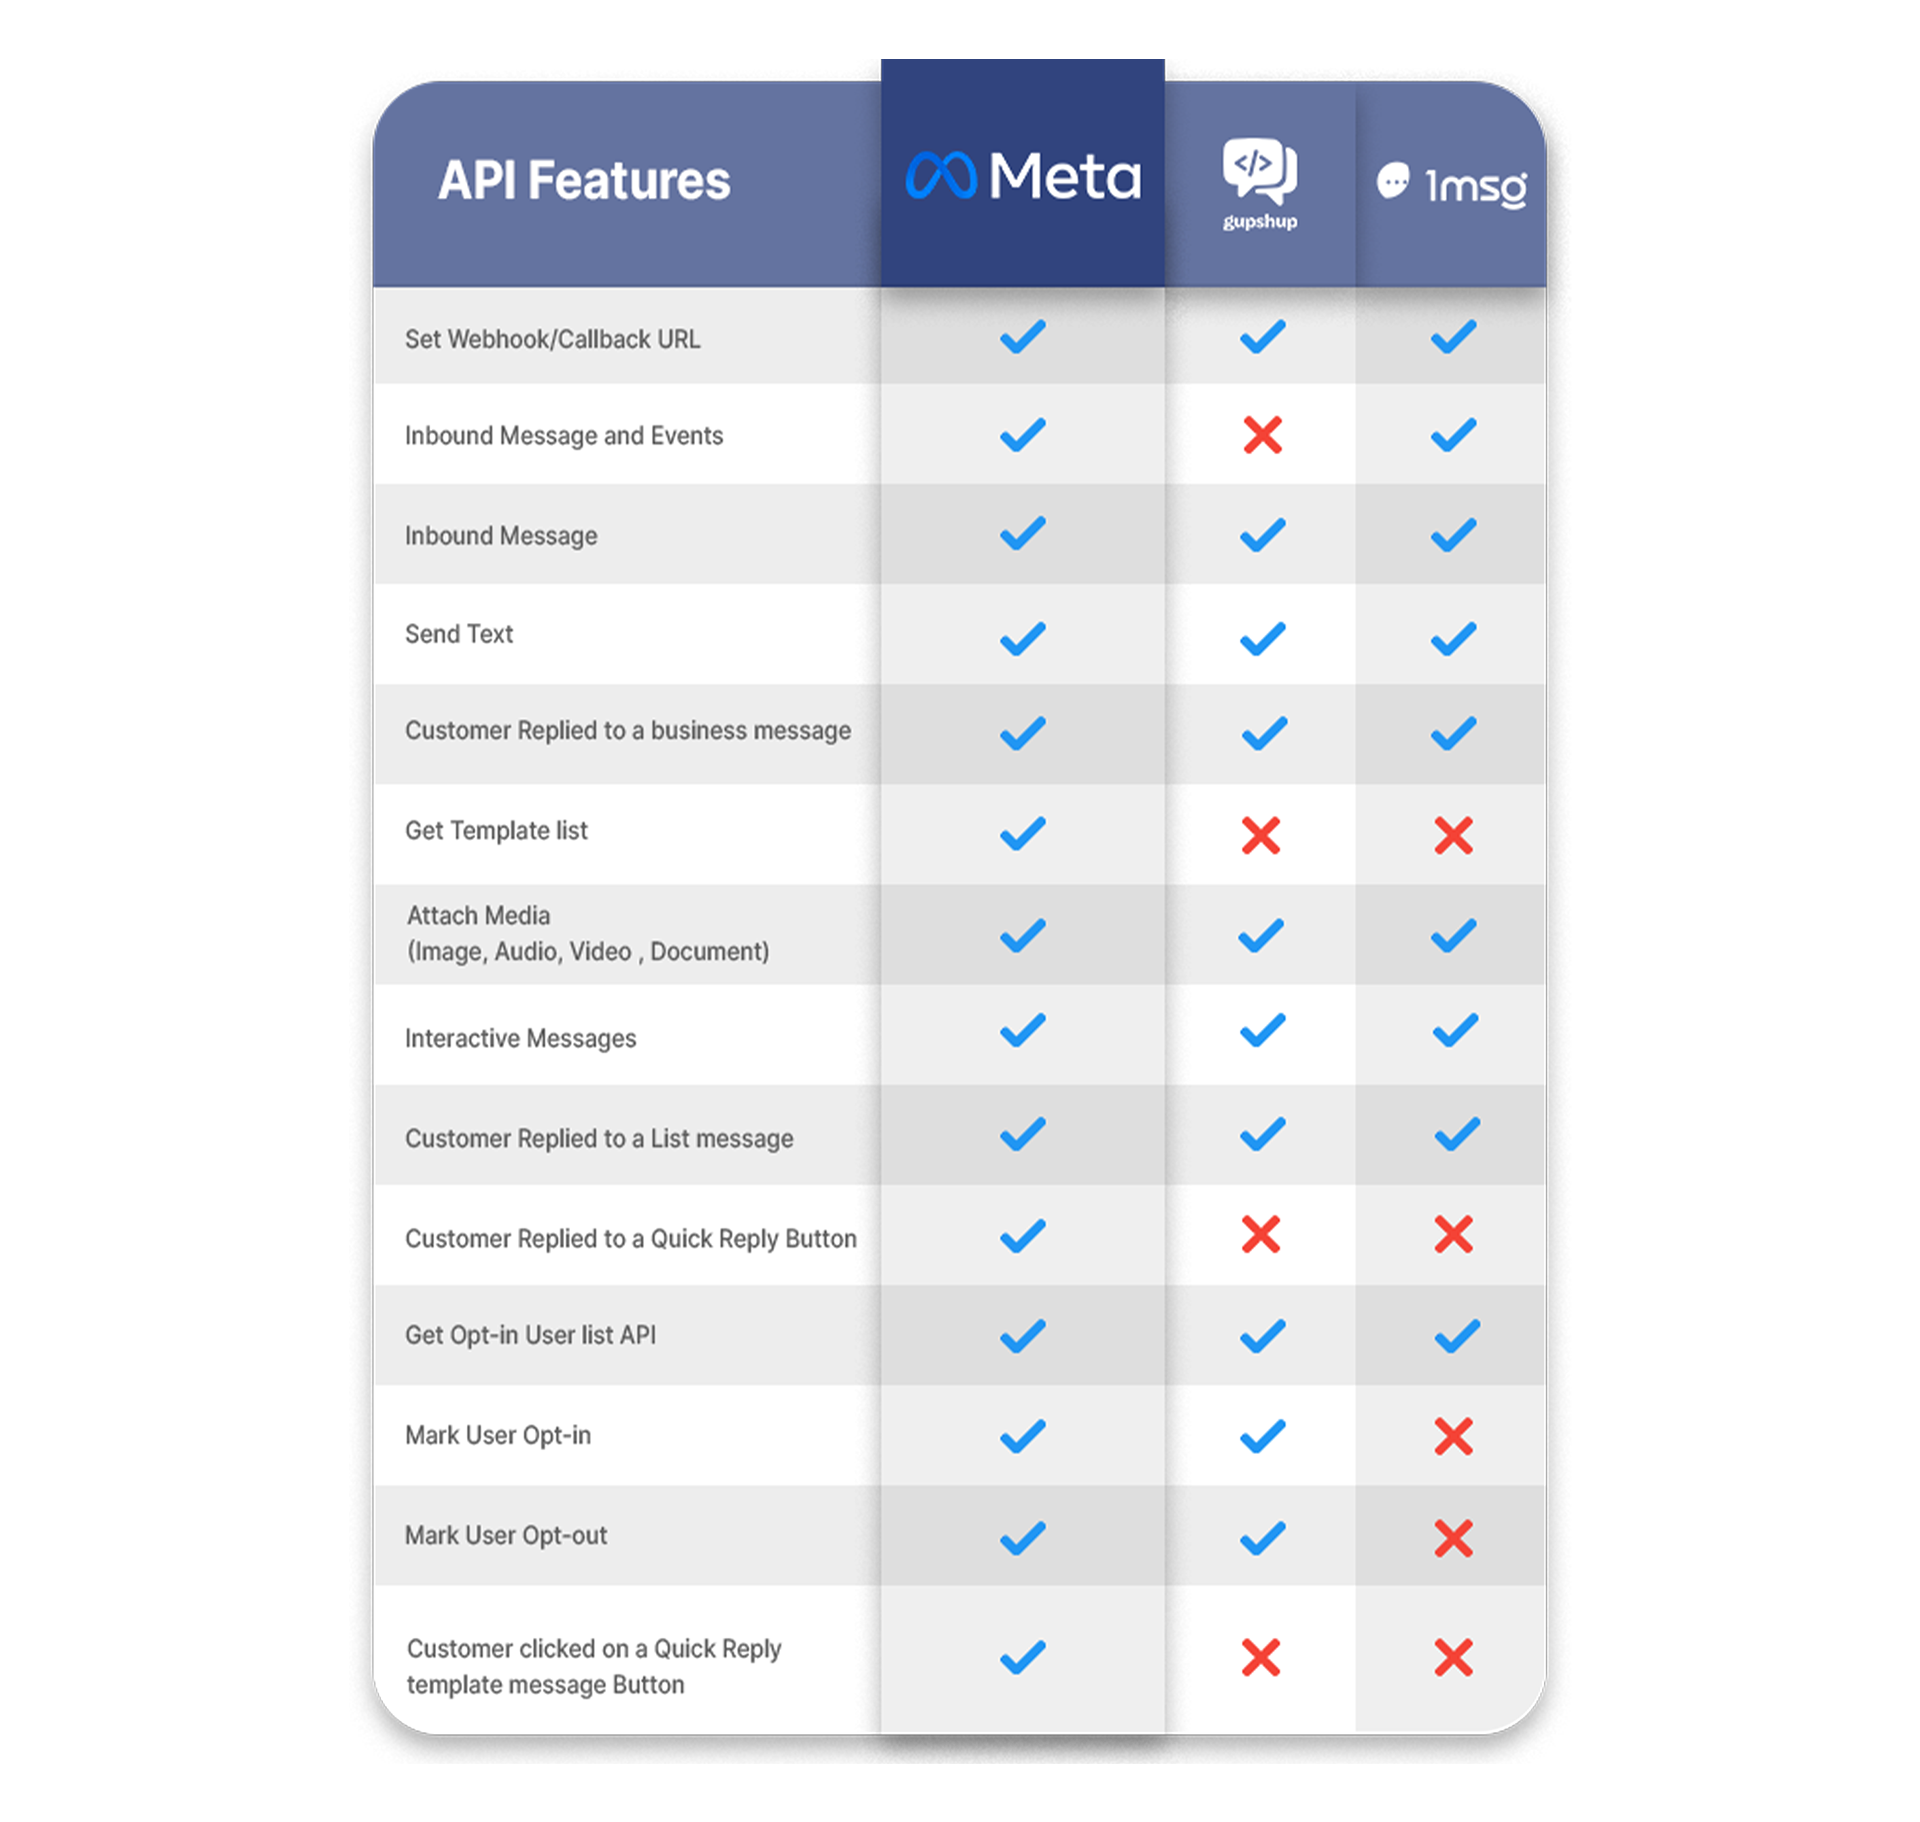 API Features
Meta
gupshup
1msg
Set Webhook/Callback URL
Inbound Message and Events
Inbound Message
Send Text
Customer Replied to a business message
Get Template list
Attach Media
(Image, Audio, Video , Document)
Interactive Messages
Customer Replied to a List message
Customer Replied to a Quick Reply Button
Get Opt-in User list API
Mark User Opt-in
Mark User Opt-out
Customer clicked on a Quick Reply
template message Button